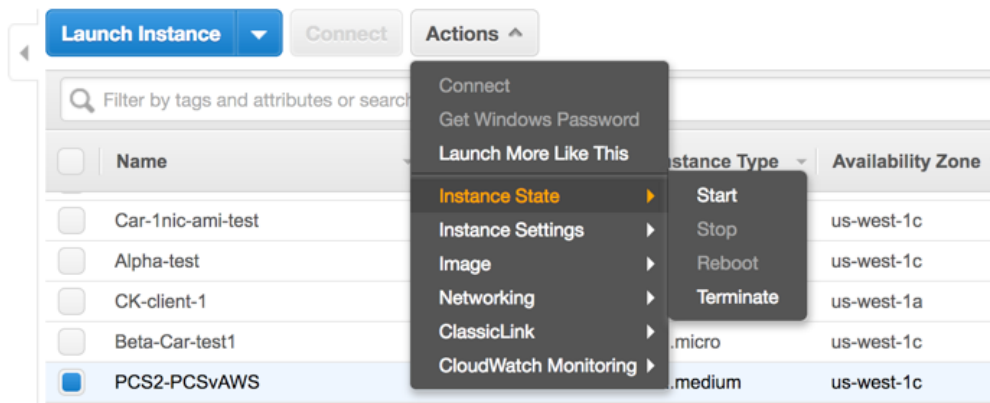 Launch Instance Connect Actions
Filter by tags and attributes or search
Connect
Get Windows Password
Launch More Like This
Name Instance Type Availability Zone
Instance State Start
Instance Settings Stop
Image Reboot
Networking Terminate
ClassicLink
CloudWatch Monitoring
Car-1nic-ami-test us-west-1c
Alpha-test us-west-1c
CK-client-1 us-west-1a
Beta-Car-test1 .micro us-west-1c
PCS2-PCSvAWS .medium us-west-1c